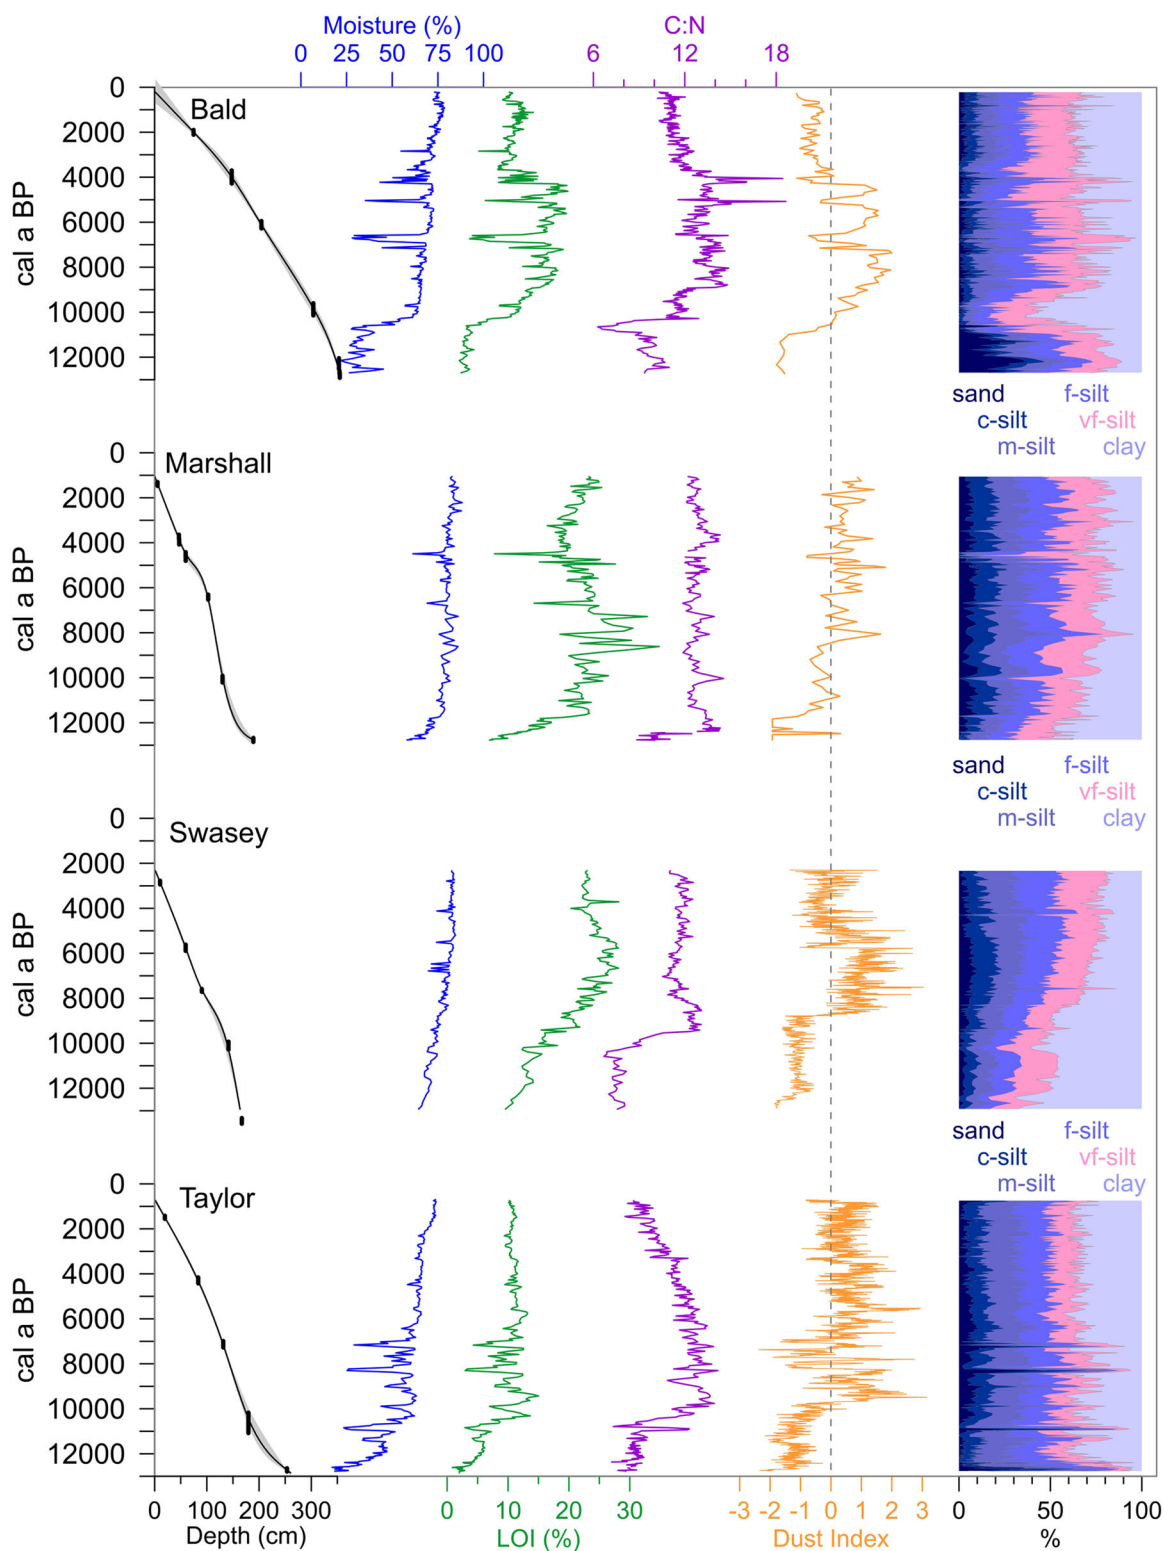 Moisture (%) C:N
0 25 50 75 100 6 12 18
Bald
cal a BP
0
2000
4000
6000
8000
10000
12000
sand f-silt
c-silt vf-silt
m-silt clay
Marshall
cal a BP
0
2000
4000
6000
8000
10000
12000
sand f-silt
c-silt vf-silt
m-silt clay
Swasey
cal a BP
0
2000
4000
6000
8000
10000
12000
sand f-silt
c-silt vf-silt
m-silt clay
Taylor
cal a BP
0
2000
4000
6000
8000
10000
12000
0 100 200 300 0 10 20 30 -3 -2 -1 0 1 2 3 0 50 100
Depth (cm) LOI (%) Dust Index %